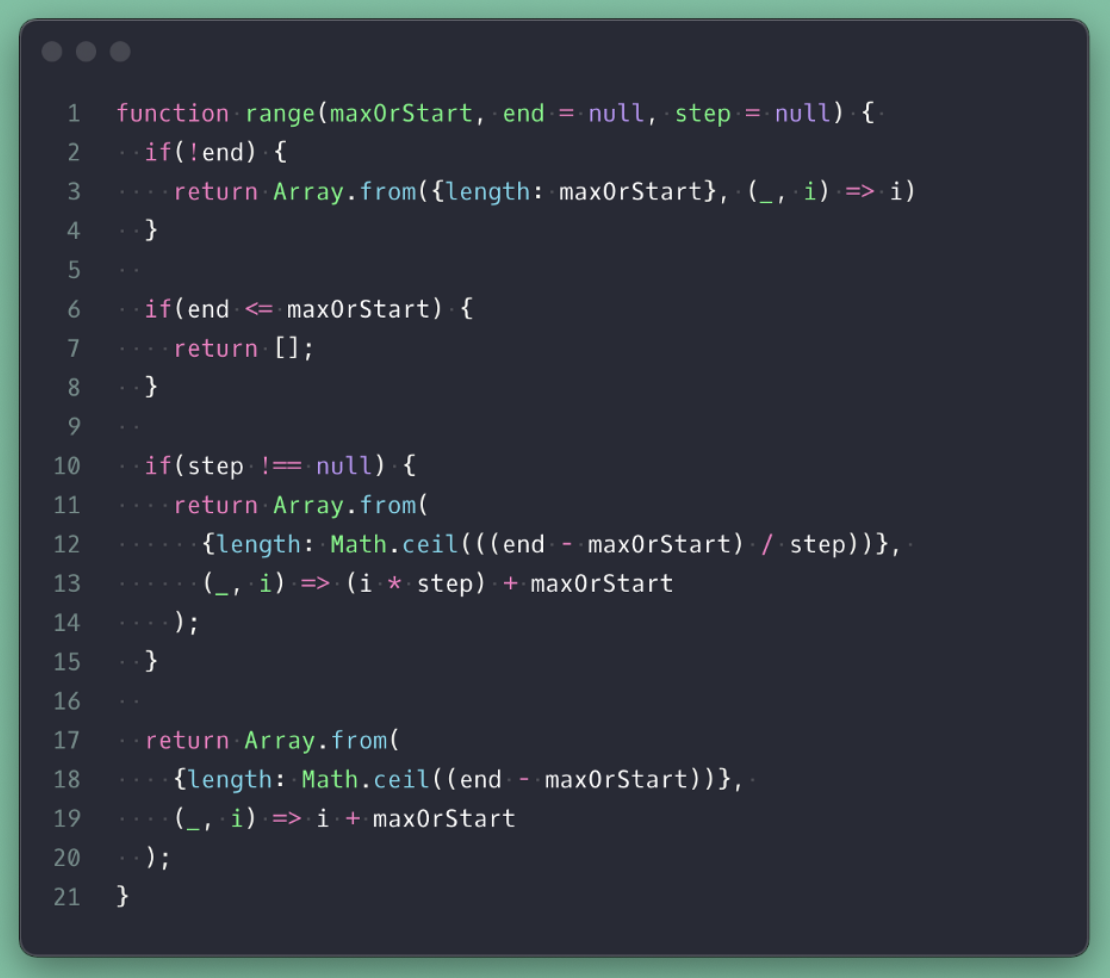 1 function range(maxOrStart, end = null, step = null) {
2   if(!end) {
3     return Array.from({length: maxOrStart}, (_, i) => i)
4   }
5
6   if(end <= maxOrStart) {
7     return [];
8   }
9
10   if(step !== null) {
11     return Array.from(
12       {length: Math.ceil(((end - maxOrStart) / step))},
13       (_, i) => (i * step) + maxOrStart
14     );
15   }
16
17   return Array.from(
18     {length: Math.ceil((end - maxOrStart))},
19     (_, i) => i + maxOrStart
20   );
21 }